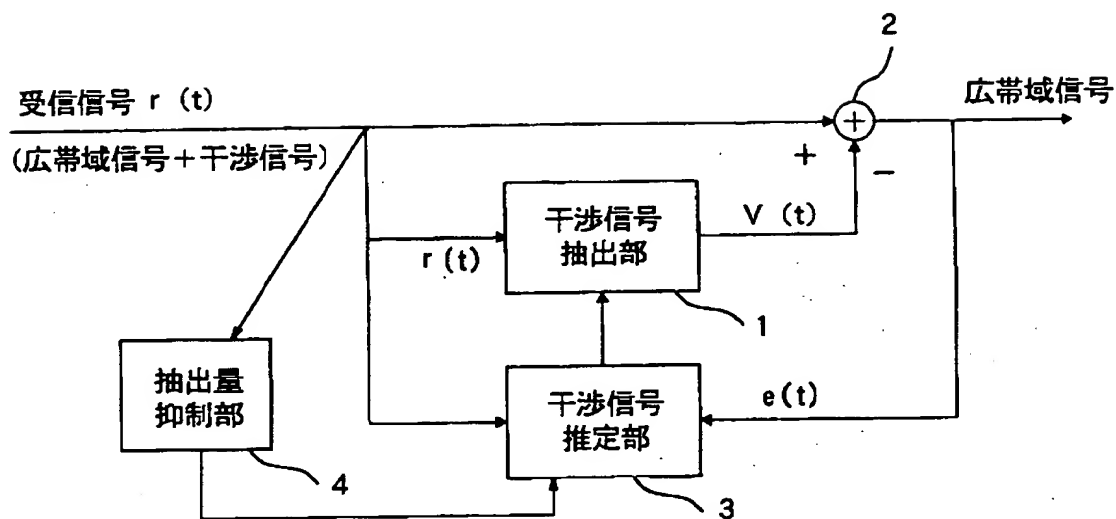 2
受信信号 r (t)
広帯域信号
+
(広帯域信号+干渉信号)
+
−
干渉信号
抽出部
V (t)
r(t)
1
抽出量
抑制部
干渉信号
推定部
e(t)
4
3